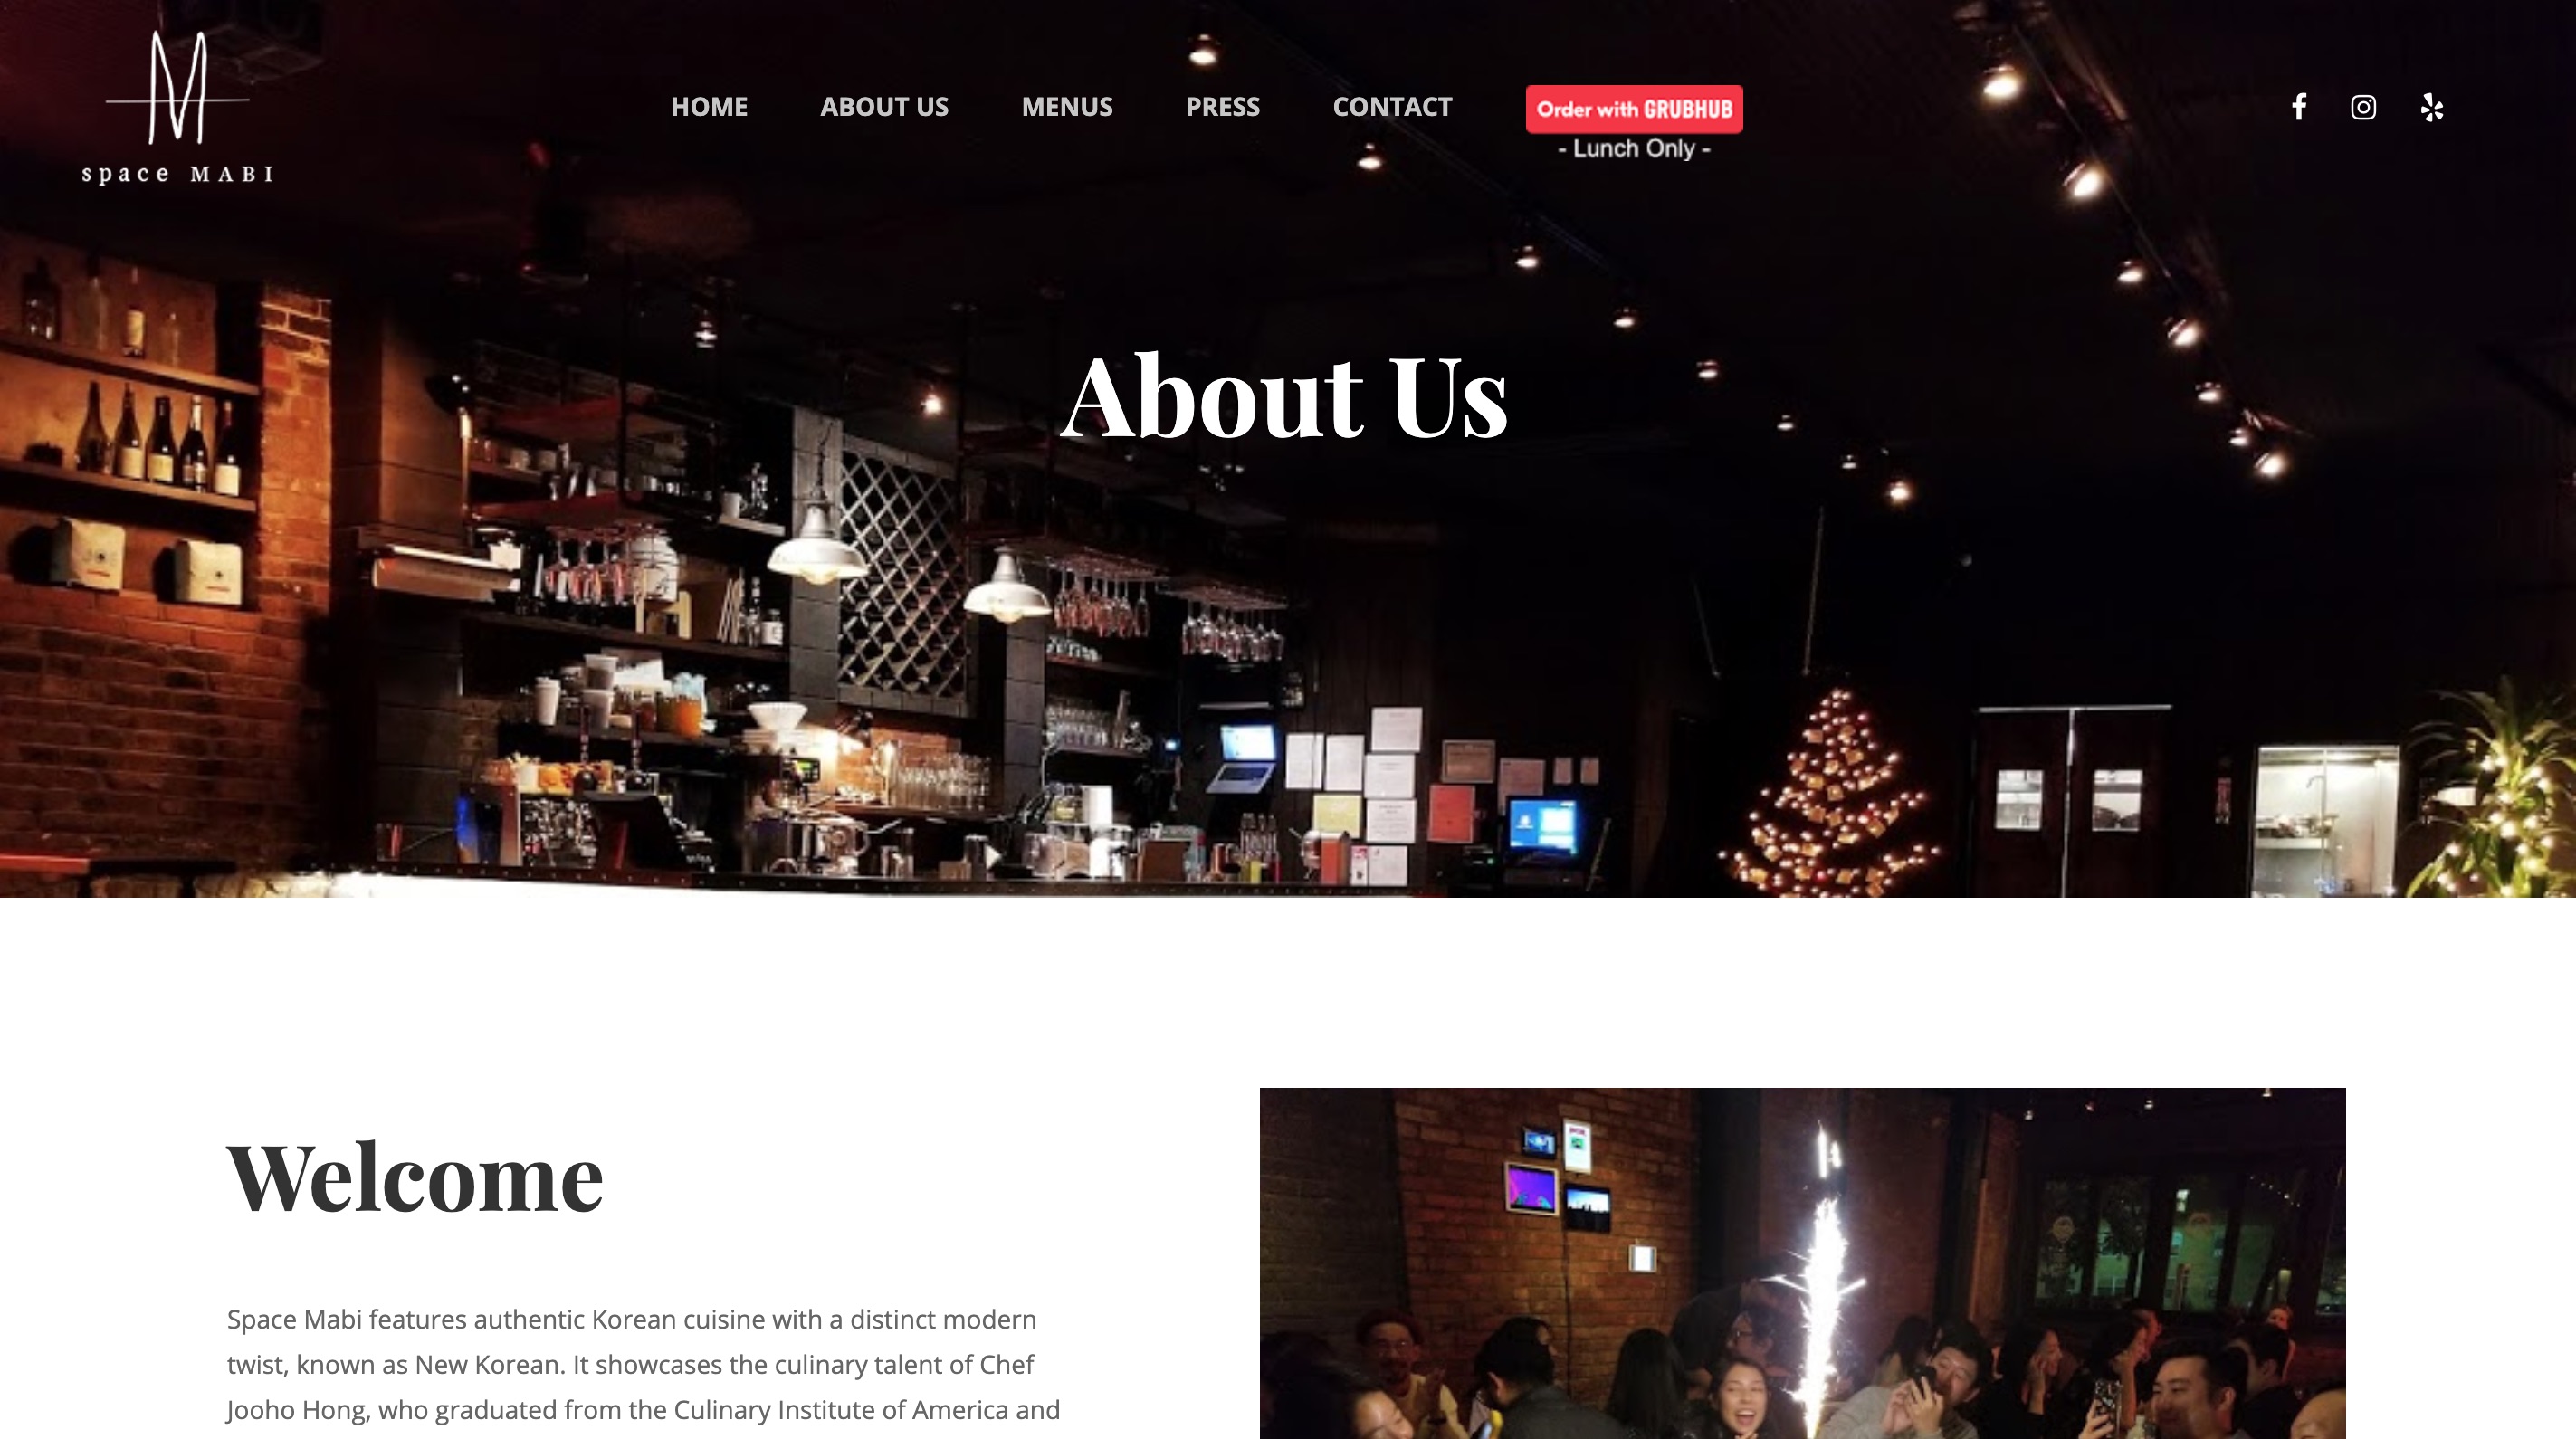 M
space MABI
HOME
ABOUT US
MENUS
PRESS
CONTACT
Order with GRUBHUB
- Lunch Only -
About Us
Welcome
Space Mabi features authentic Korean cuisine with a distinct modern
twist, known as New Korean. It showcases the culinary talent of Chef
Jooho Hong, who graduated from the Culinary Institute of America and